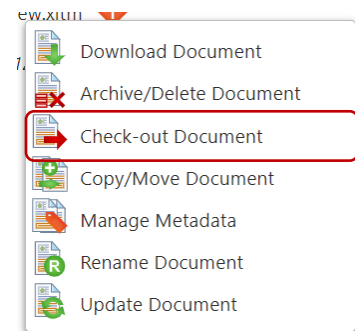 Download Document
Archive/Delete Document
Check-out Document
Copy/Move Document
Manage Metadata
Rename Document
R
Update Document